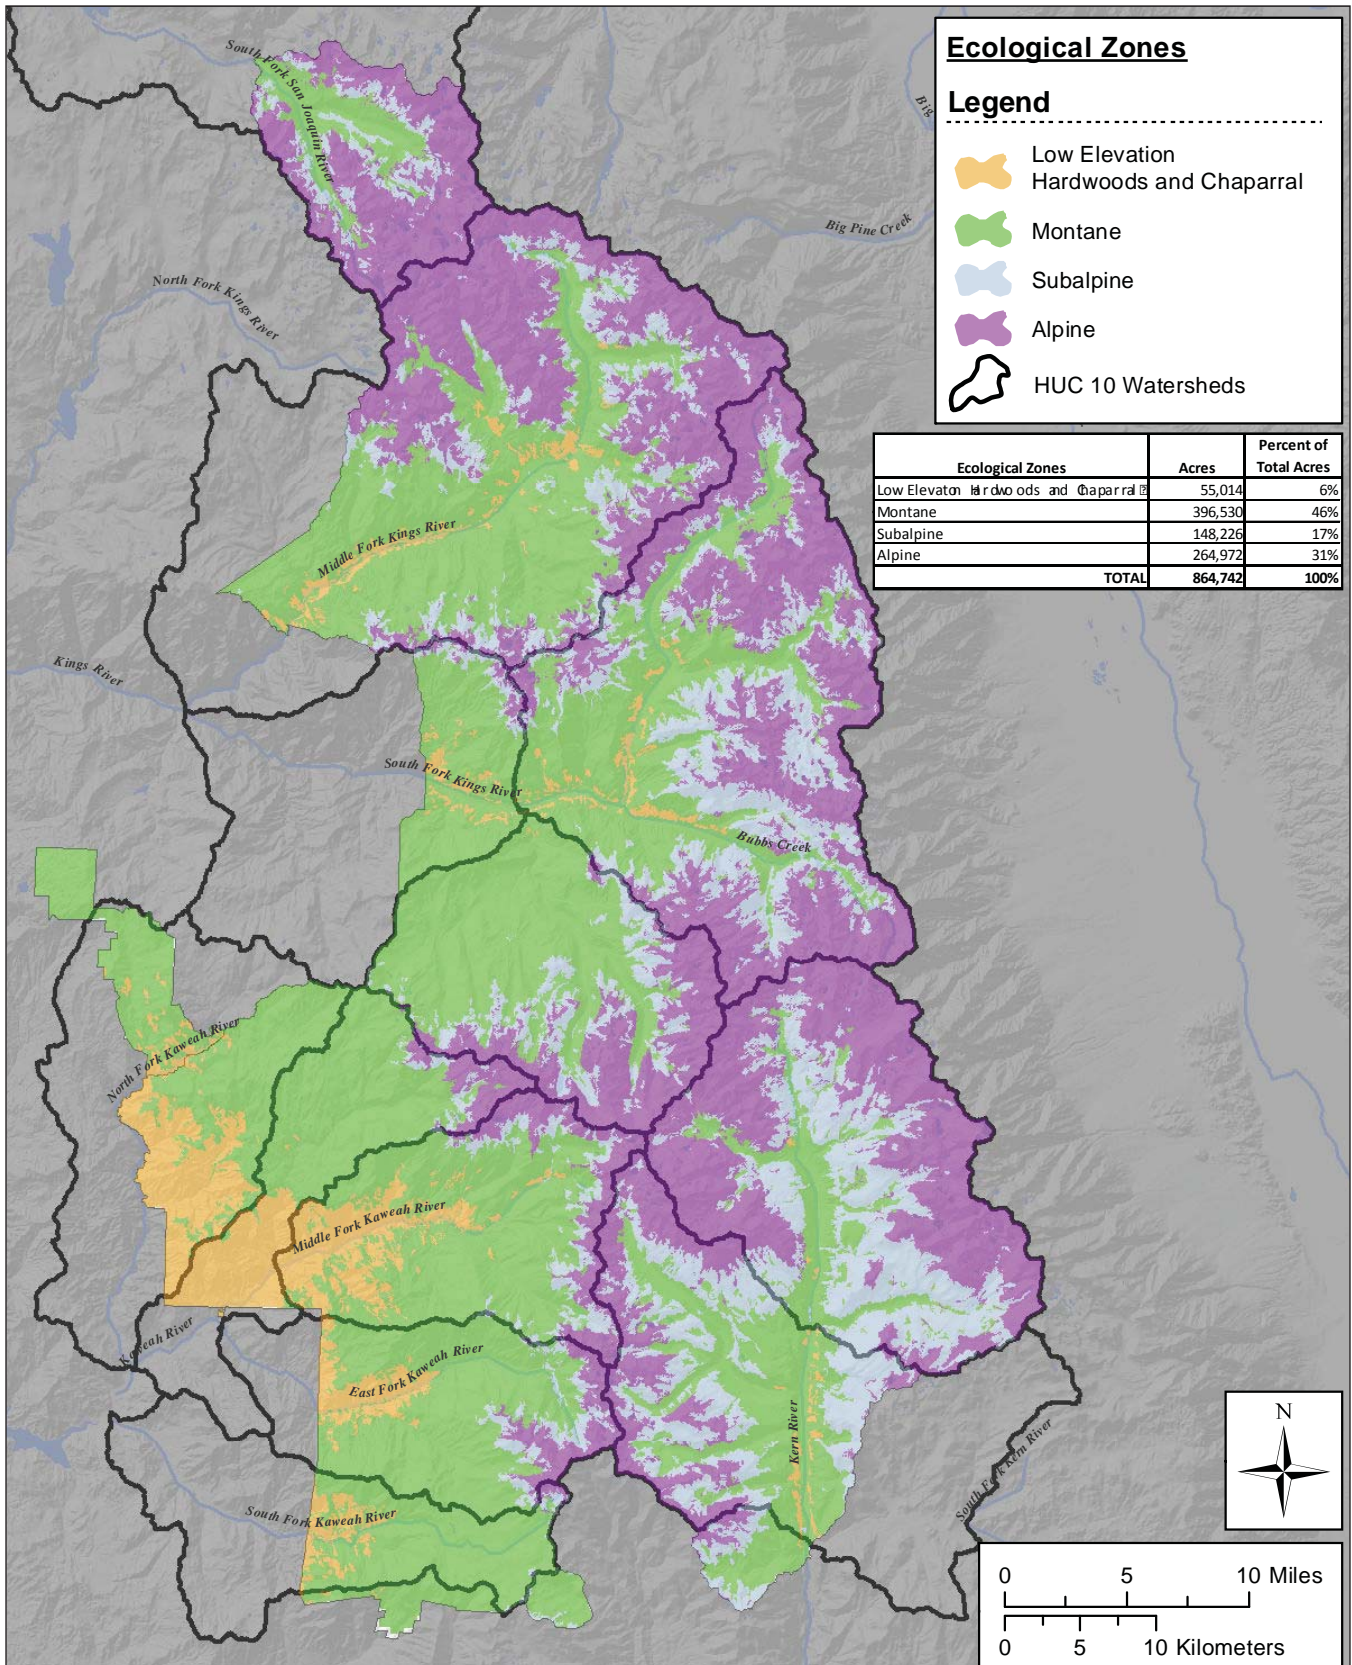 Ecological Zones
Legend
Low Elevation
Hardwoods and Chaparral
Montane
Subalpine
Alpine
HUC 10 Watersheds
Ecological Zones Acres Percent of Total Acres
Low Elevaton Hardwoods and Chaparral 55,014 6%
Montane 396,530 46%
Subalpine 148,226 17%
Alpine 264,972 31%
TOTAL 864,742 100%
South Fork San Joaquin River
Big
Big Pine Creek
North Fork Kings River
Middle Fork Kings River
Kings River
South Fork Kings River
Bubbs Creek
North Fork Kaweah River
Middle Fork Kaweah River
Kaweah River
East Fork Kaweah River
Kern River
South Fork Kern River
South Fork Kaweah River
N
0 5 10 Miles
0 5 10 Kilometers